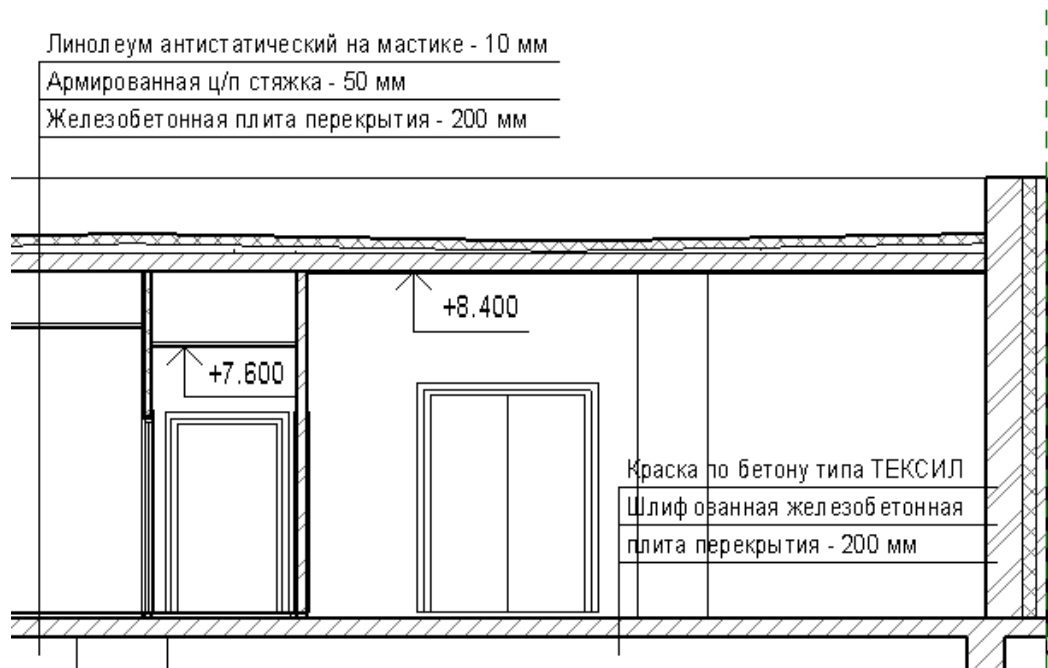 Линолеум антистатический на мастике - 10 мм
Армированная ц/п стяжка - 50 мм
Железобетонная плита перекрытия - 200 мм
+8.400
+7.600
Краска по бетону типа ТЕКСИЛ
Шлифованная железобетонная
плита перекрытия - 200 мм